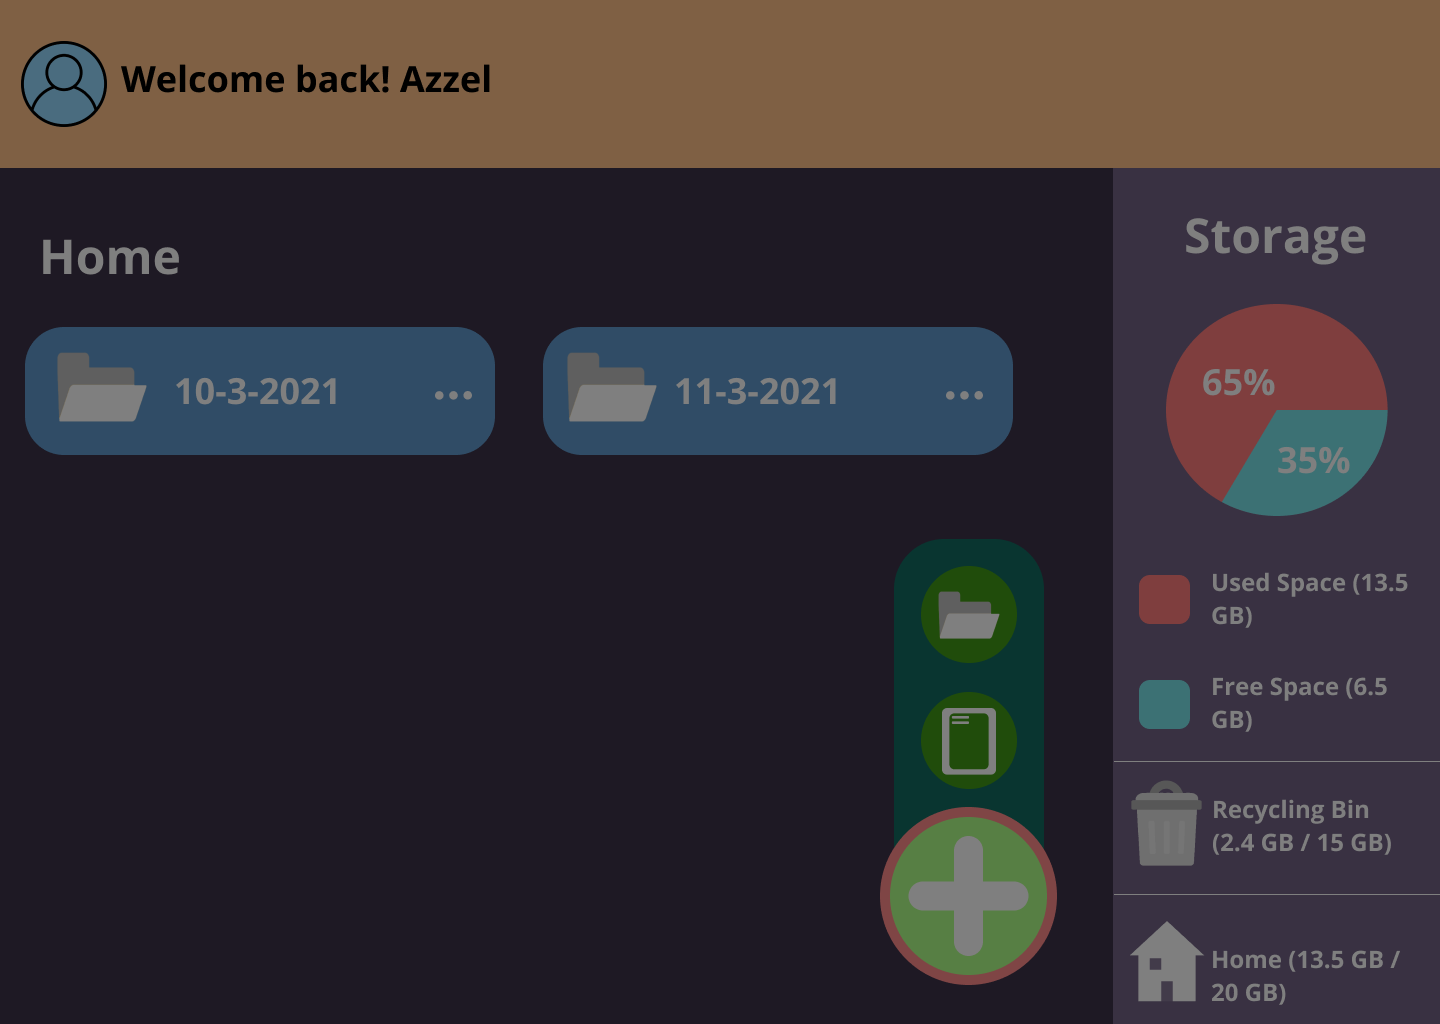 Welcome back! Azzel
Home
10-3-2021
11-3-2021
Storage
65%
35%
Used Space (13.5
GB)
Free Space (6.5
GB)
Recycling Bin
(2.4 GB / 15 GB)
Home (13.5 GB /
20 GB)